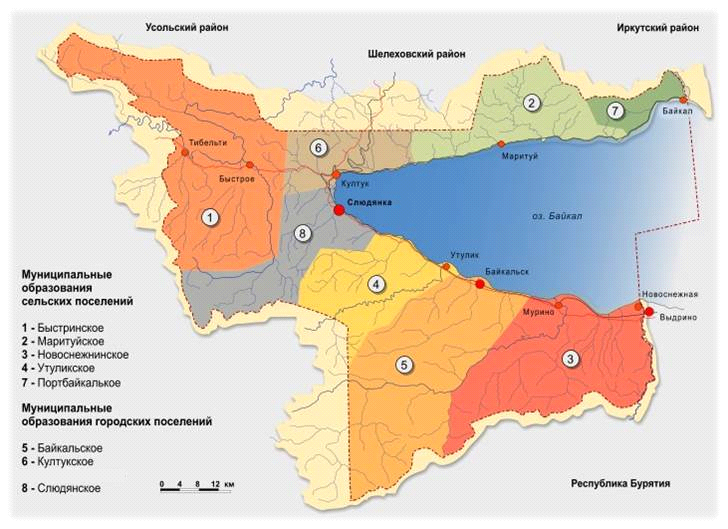 Усольский район
Шелеховский район
Иркутский район
2
7
Байкал
6
Тибельти
Маритуй
Быстрое
Култук
Слюдянка
1
оз. Байкал
8
Утулик
4
Байкальск
Новоснежная
Мурино
Выдрино
3
5
Муниципальные
образования
сельских поселений
1 - Быстринское
2 - Маритуйское
3 - Новоснежнинское
4 - Утуликское
7 - Портбайкалькое
Муниципальные
образования городских поселений
5 - Байкальское
6 - Култукское
8 - Слюдянское
0 4 8 12 км
Республика Бурятия